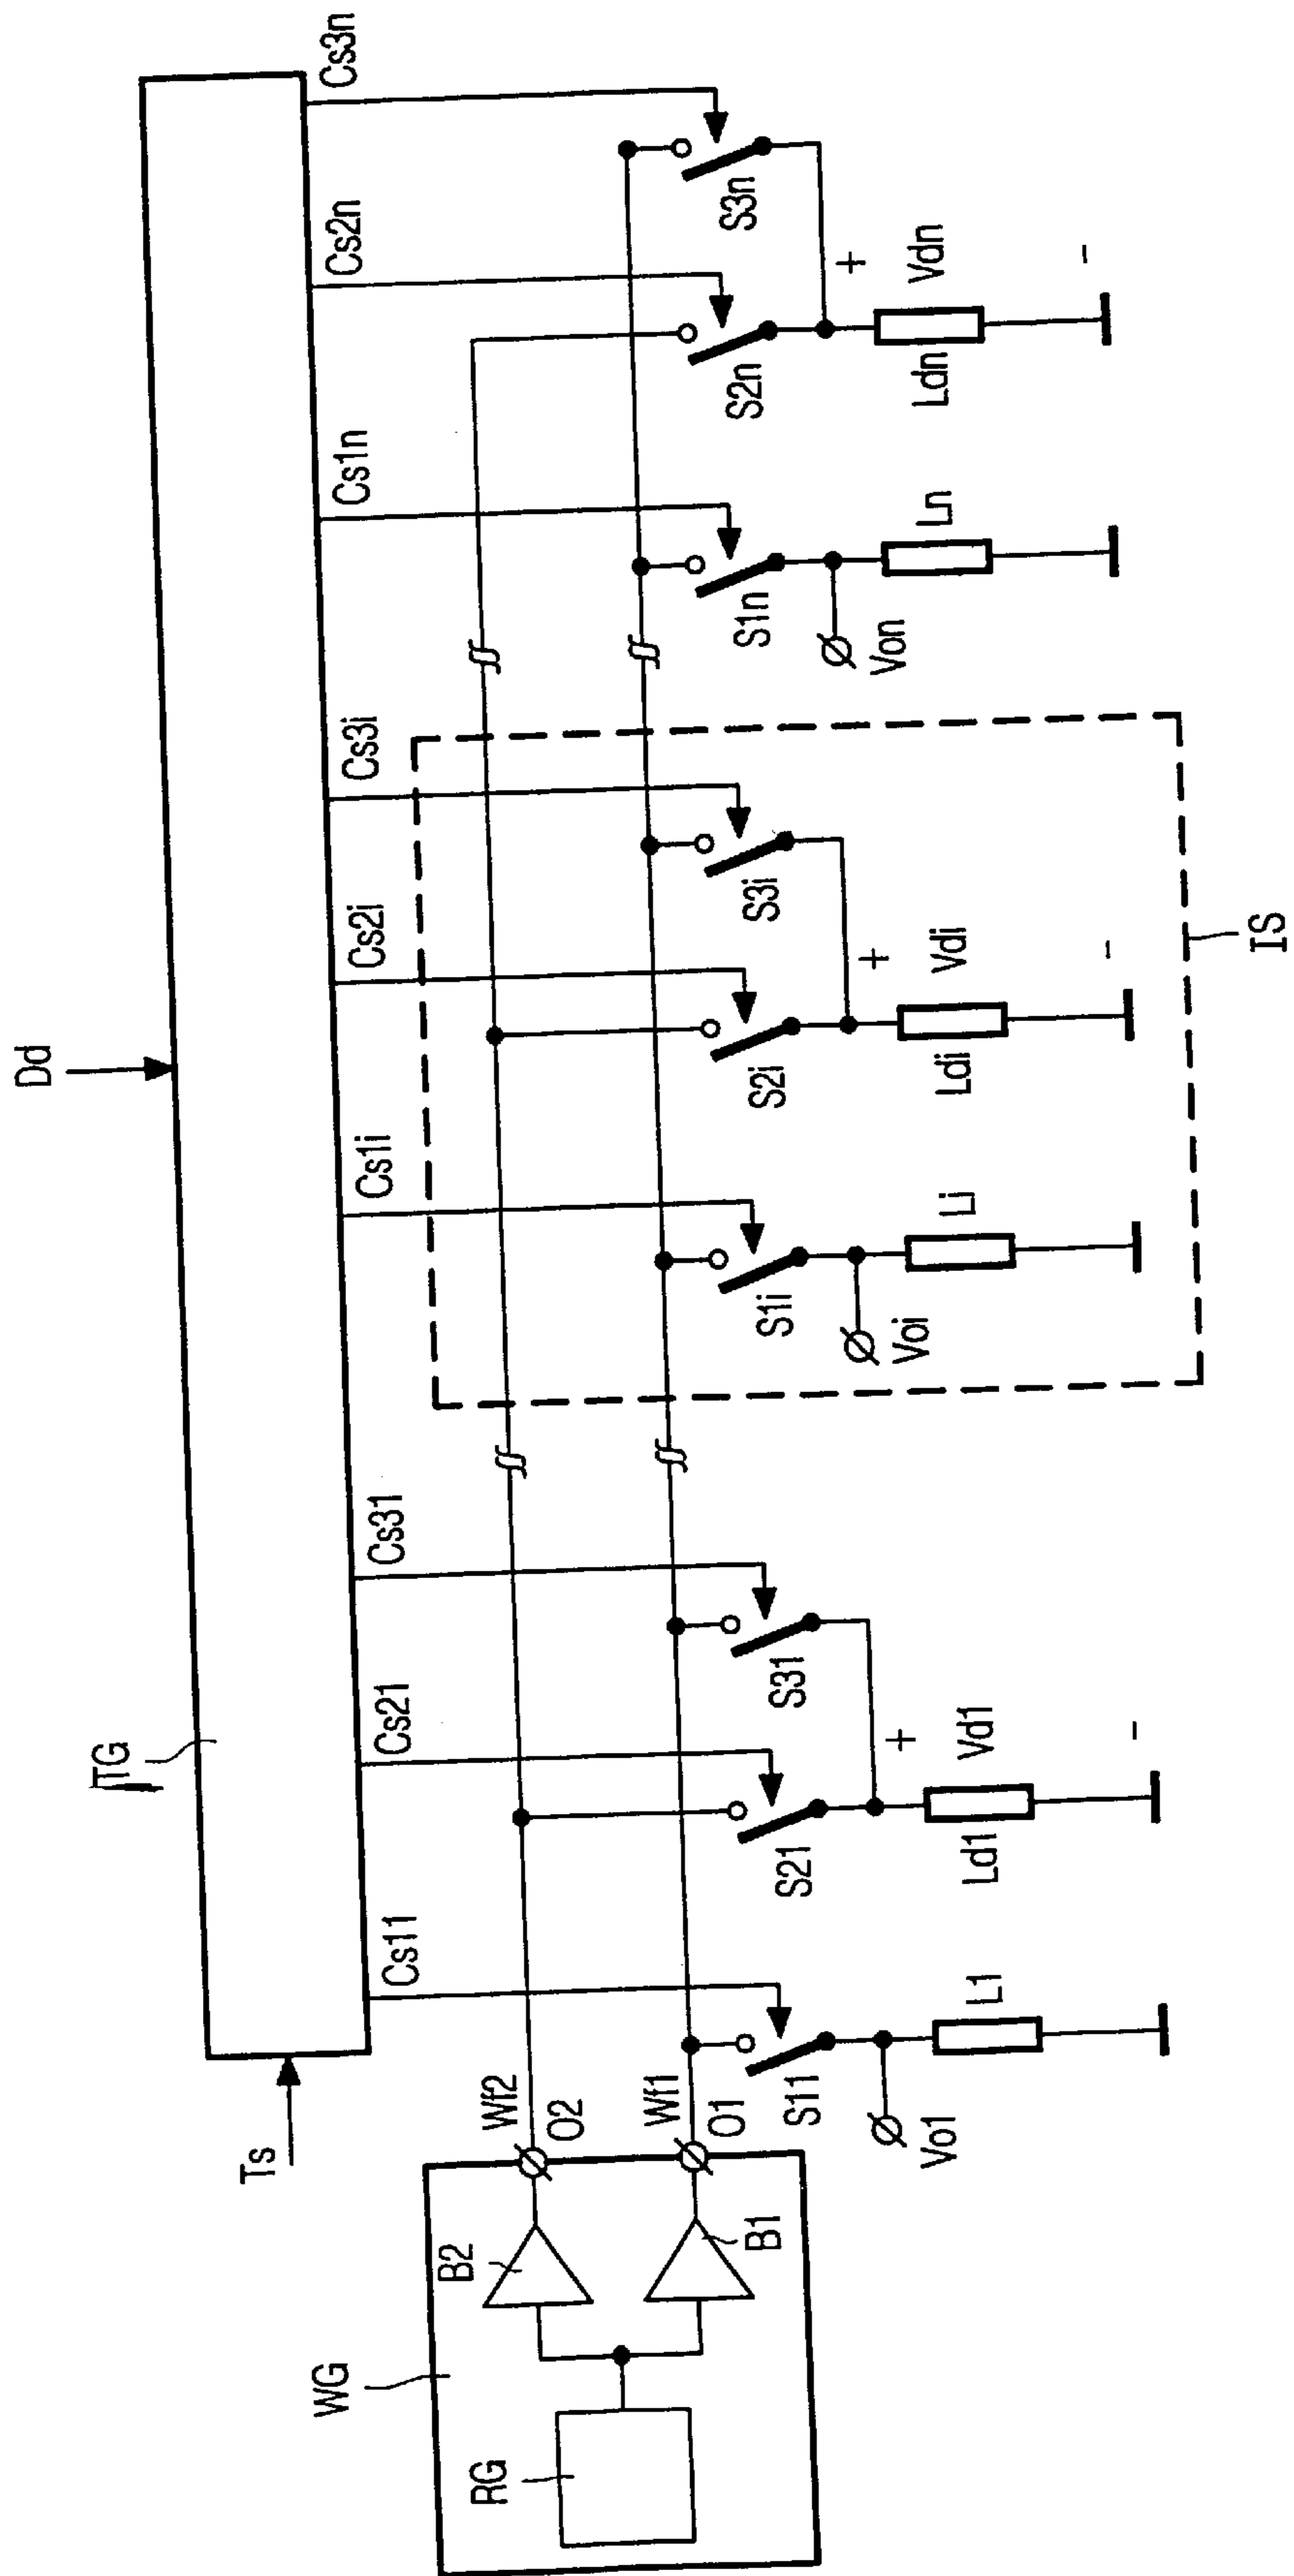 Dd
TG
Ts
Cs11
Cs21
Cs31
Cs1i
Cs2i
Cs3i
Cs1n
Cs2n
Cs3n
WG
RG
B2
B1
Wf2
O2
Wf1
O1
S11
S21
S31
S1i
S2i
S3i
S1n
S2n
S3n
Vo1
L1
Ld1
+
Vd1
-
Voi
Li
Ldi
+
Vdi
-
Von
Ln
Ldn
+
Vdn
-
IS